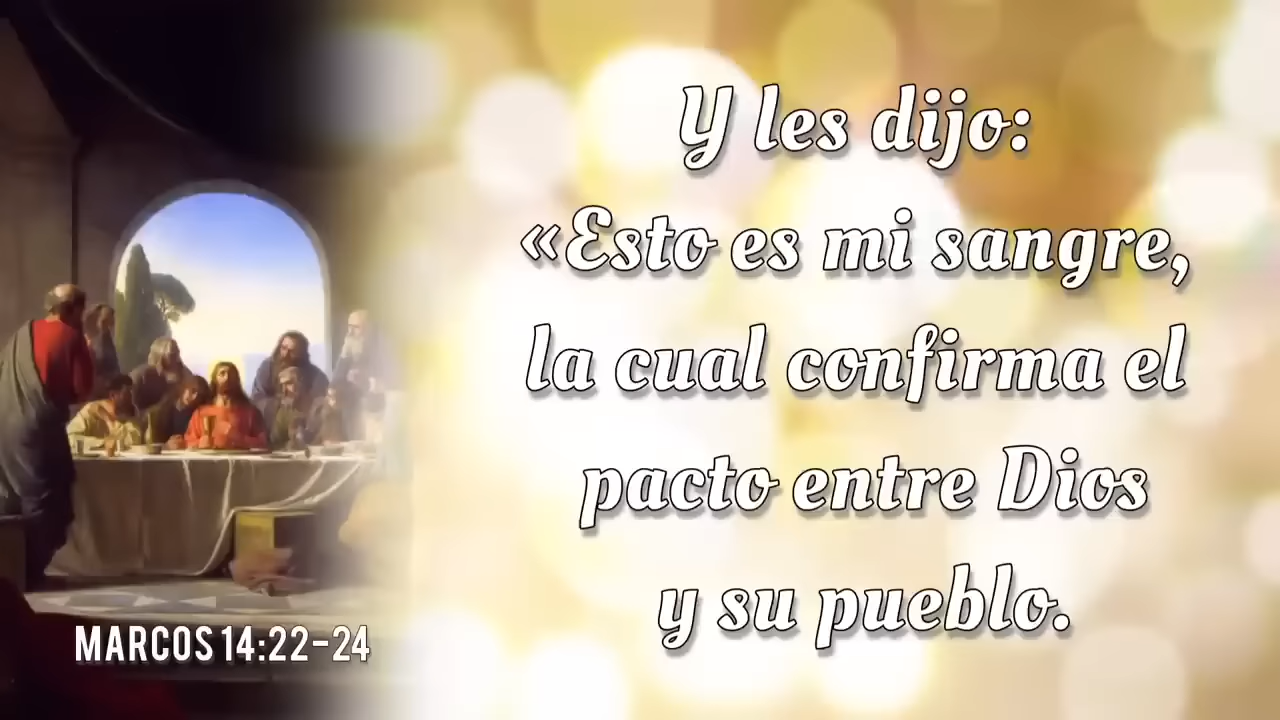 Y les dijo:
«Esto es mi sangre,
la cual confirma el
pacto entre Dios
y su pueblo.
MARCOS 14:22-24